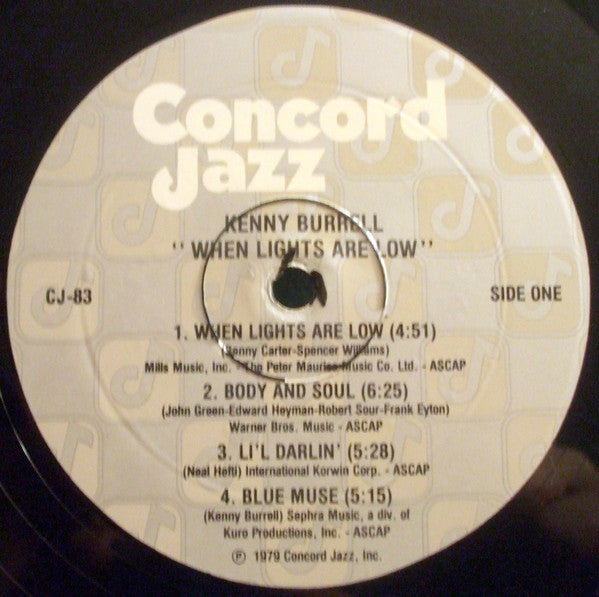 Concord
Jazz
KENNY BURRELL
"WHEN LIGHTS ARE LOW"
CJ-83
SIDE ONE
1. WHEN LIGHTS ARE LOW (4:51)
(Benny Carter-Spencer Williams)
Mills Music, Inc. - The Peter Maurice Music Co. Ltd. - ASCAP
2. BODY AND SOUL (6:25)
(John Green-Edward Heyman-Robert Sour-Frank Eyton)
Warner Bros. Music - ASCAP
3. LI'L DARLIN' (5:28)
(Neal Hefti) International Korwin Corp. - ASCAP
4. BLUE MUSE (5:15)
(Kenny Burrell) Sephra Music, a div. of
Kuro Productions, Inc. - ASCAP
℗ 1979 Concord Jazz, Inc.